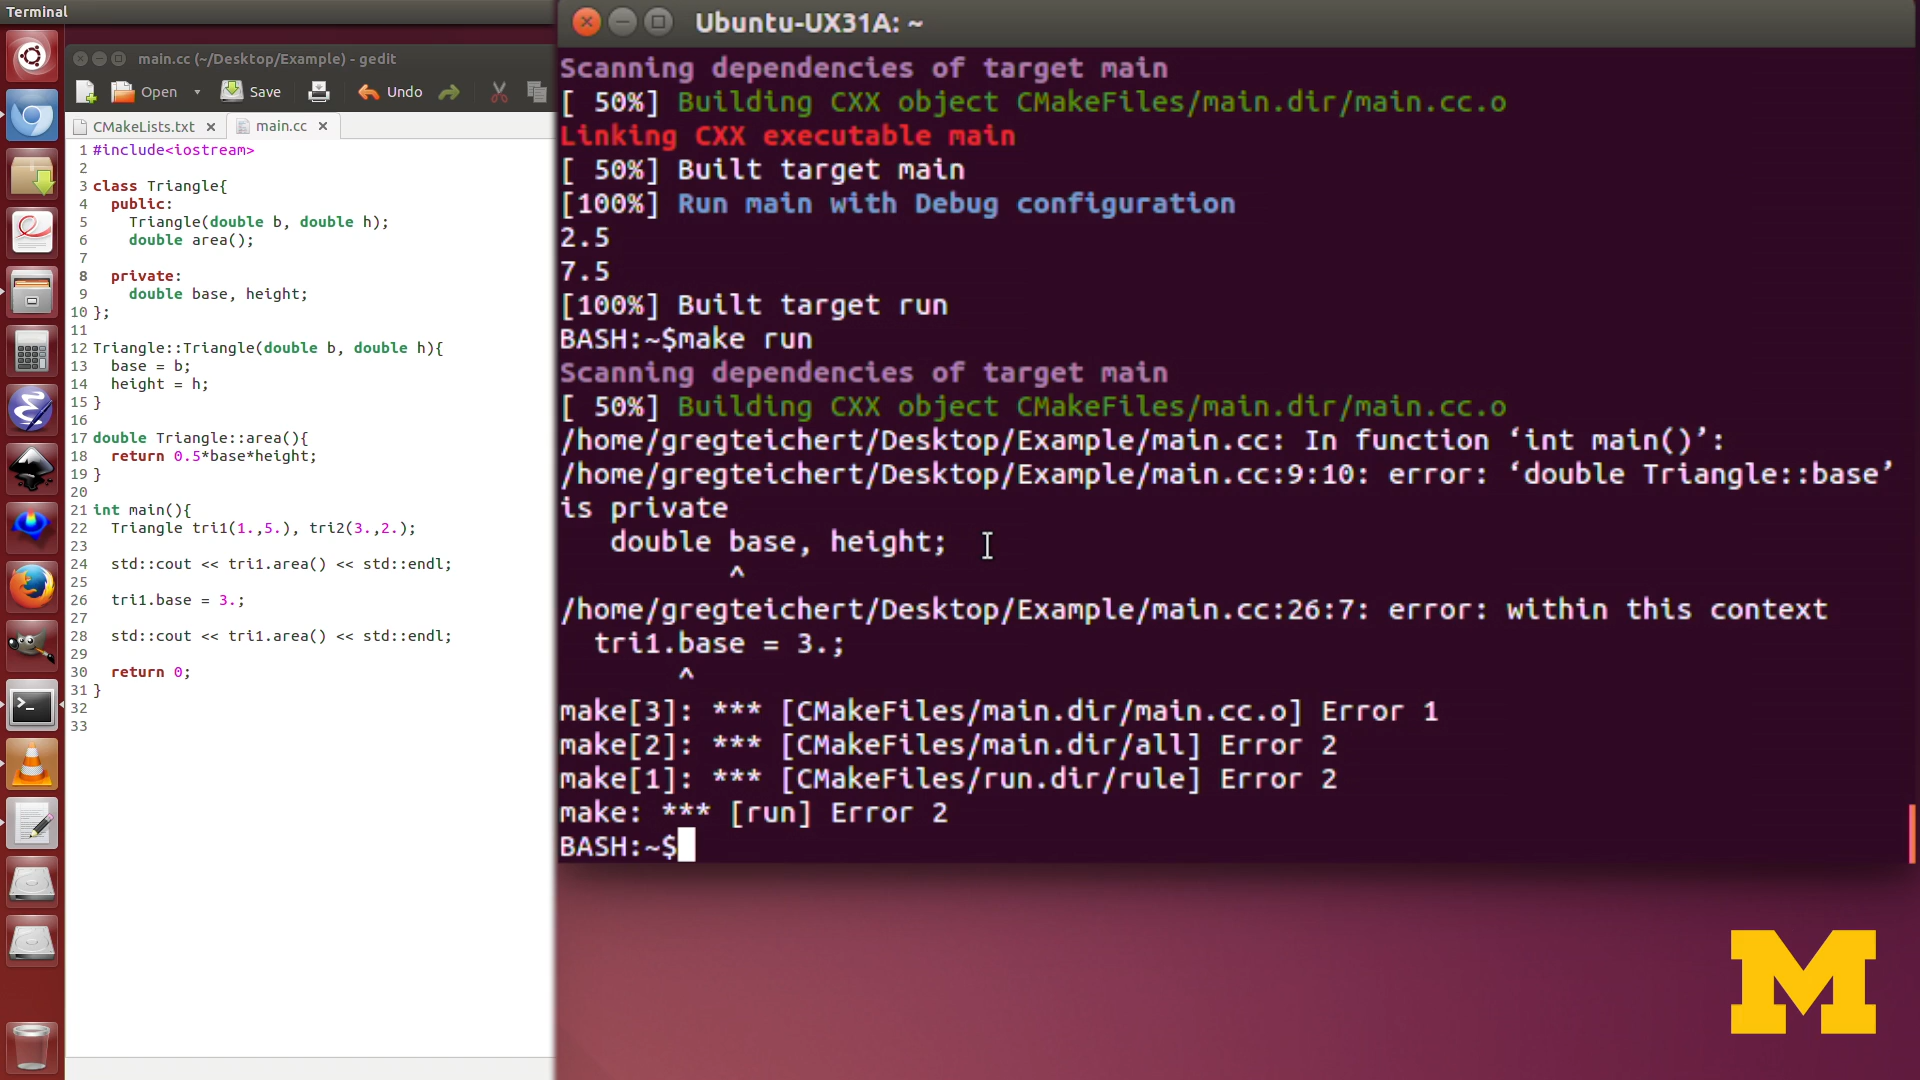 Terminal
main.cc (~/Desktop/Example) - gedit
Open Save Undo
CMakeLists.txt main.cc
1 #include<iostream>
2
3 class Triangle{
4 public:
5 Triangle(double b, double h);
6 double area();
7
8 private:
9 double base, height;
10 };
11
12 Triangle::Triangle(double b, double h){
13 base = b;
14 height = h;
15 }
16
17 double Triangle::area(){
18 return 0.5*base*height;
19 }
20
21 int main(){
22 Triangle tri1(1.,5.), tri2(3.,2.);
23
24 std::cout << tri1.area() << std::endl;
25
26 tri1.base = 3.;
27
28 std::cout << tri1.area() << std::endl;
29
30 return 0;
31 }
32
33
Ubuntu-UX31A: ~
Scanning dependencies of target main
[ 50%] Building CXX object CMakeFiles/main.dir/main.cc.o
Linking CXX executable main
[ 50%] Built target main
[100%] Run main with Debug configuration
2.5
7.5
[100%] Built target run
BASH:~$make run
Scanning dependencies of target main
[ 50%] Building CXX object CMakeFiles/main.dir/main.cc.o
/home/gregteichert/Desktop/Example/main.cc: In function ‘int main()’:
/home/gregteichert/Desktop/Example/main.cc:9:10: error: ‘double Triangle::base’
is private
double base, height;
^
/home/gregteichert/Desktop/Example/main.cc:26:7: error: within this context
tri1.base = 3.;
^
make[3]: *** [CMakeFiles/main.dir/main.cc.o] Error 1
make[2]: *** [CMakeFiles/main.dir/all] Error 2
make[1]: *** [CMakeFiles/run.dir/rule] Error 2
make: *** [run] Error 2
BASH:~$
M